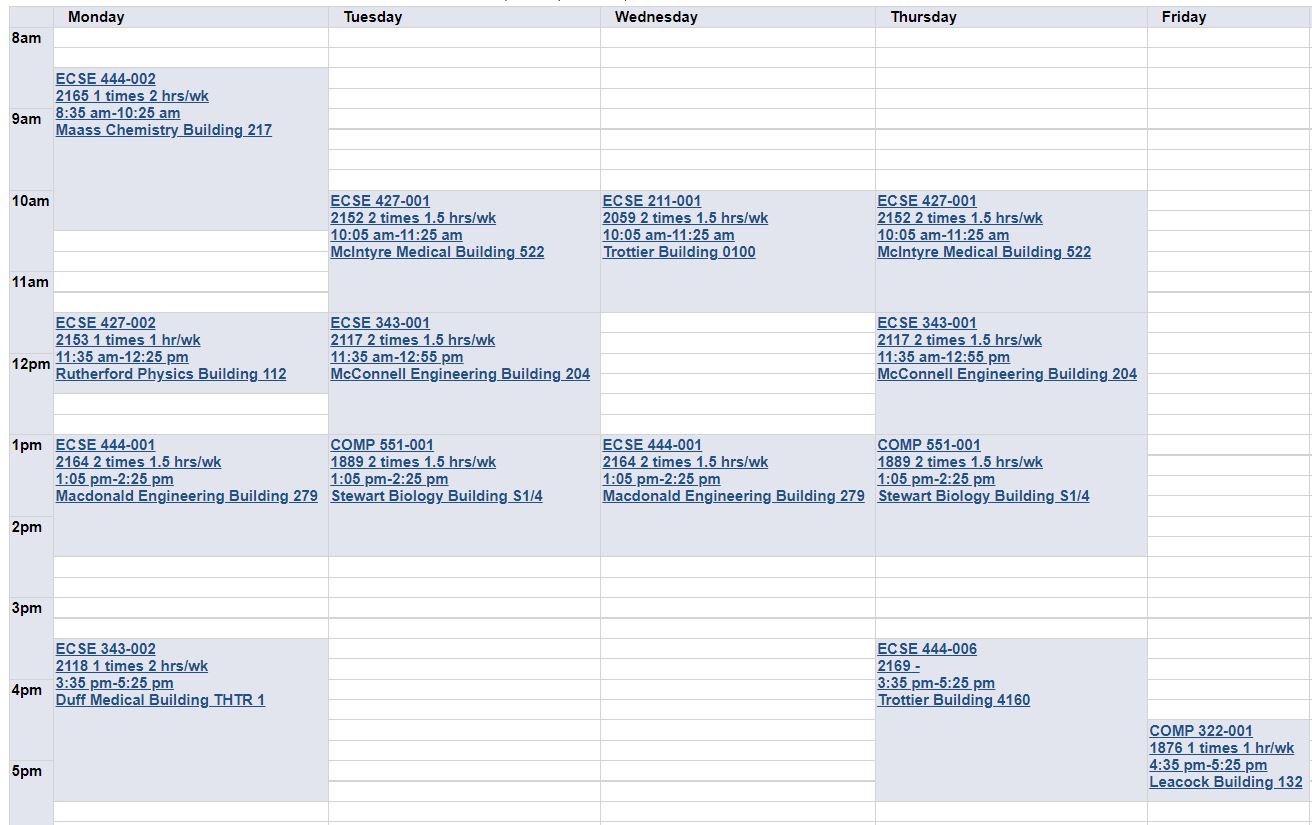 Monday Tuesday Wednesday Thursday Friday
8am
ECSE 444-002
2165 1 times 2 hrs/wk
8:35 am-10:25 am
Maass Chemistry Building 217
9am
10am
ECSE 427-001
2152 2 times 1.5 hrs/wk
10:05 am-11:25 am
McIntyre Medical Building 522
ECSE 211-001
2059 2 times 1.5 hrs/wk
10:05 am-11:25 am
Trottier Building 0100
ECSE 427-001
2152 2 times 1.5 hrs/wk
10:05 am-11:25 am
McIntyre Medical Building 522
11am
ECSE 427-002
2153 1 times 1 hr/wk
11:35 am-12:25 pm
Rutherford Physics Building 112
ECSE 343-001
2117 2 times 1.5 hrs/wk
11:35 am-12:55 pm
McConnell Engineering Building 204
ECSE 343-001
2117 2 times 1.5 hrs/wk
11:35 am-12:55 pm
McConnell Engineering Building 204
12pm
1pm
ECSE 444-001
2164 2 times 1.5 hrs/wk
1:05 pm-2:25 pm
Macdonald Engineering Building 279
COMP 551-001
1889 2 times 1.5 hrs/wk
1:05 pm-2:25 pm
Stewart Biology Building S1/4
ECSE 444-001
2164 2 times 1.5 hrs/wk
1:05 pm-2:25 pm
Macdonald Engineering Building 279
COMP 551-001
1889 2 times 1.5 hrs/wk
1:05 pm-2:25 pm
Stewart Biology Building S1/4
2pm
3pm
ECSE 343-002
2118 1 times 2 hrs/wk
3:35 pm-5:25 pm
Duff Medical Building THTR 1
ECSE 444-006
2169 -
3:35 pm-5:25 pm
Trottier Building 4160
4pm
COMP 322-001
1876 1 times 1 hr/wk
4:35 pm-5:25 pm
Leacock Building 132
5pm